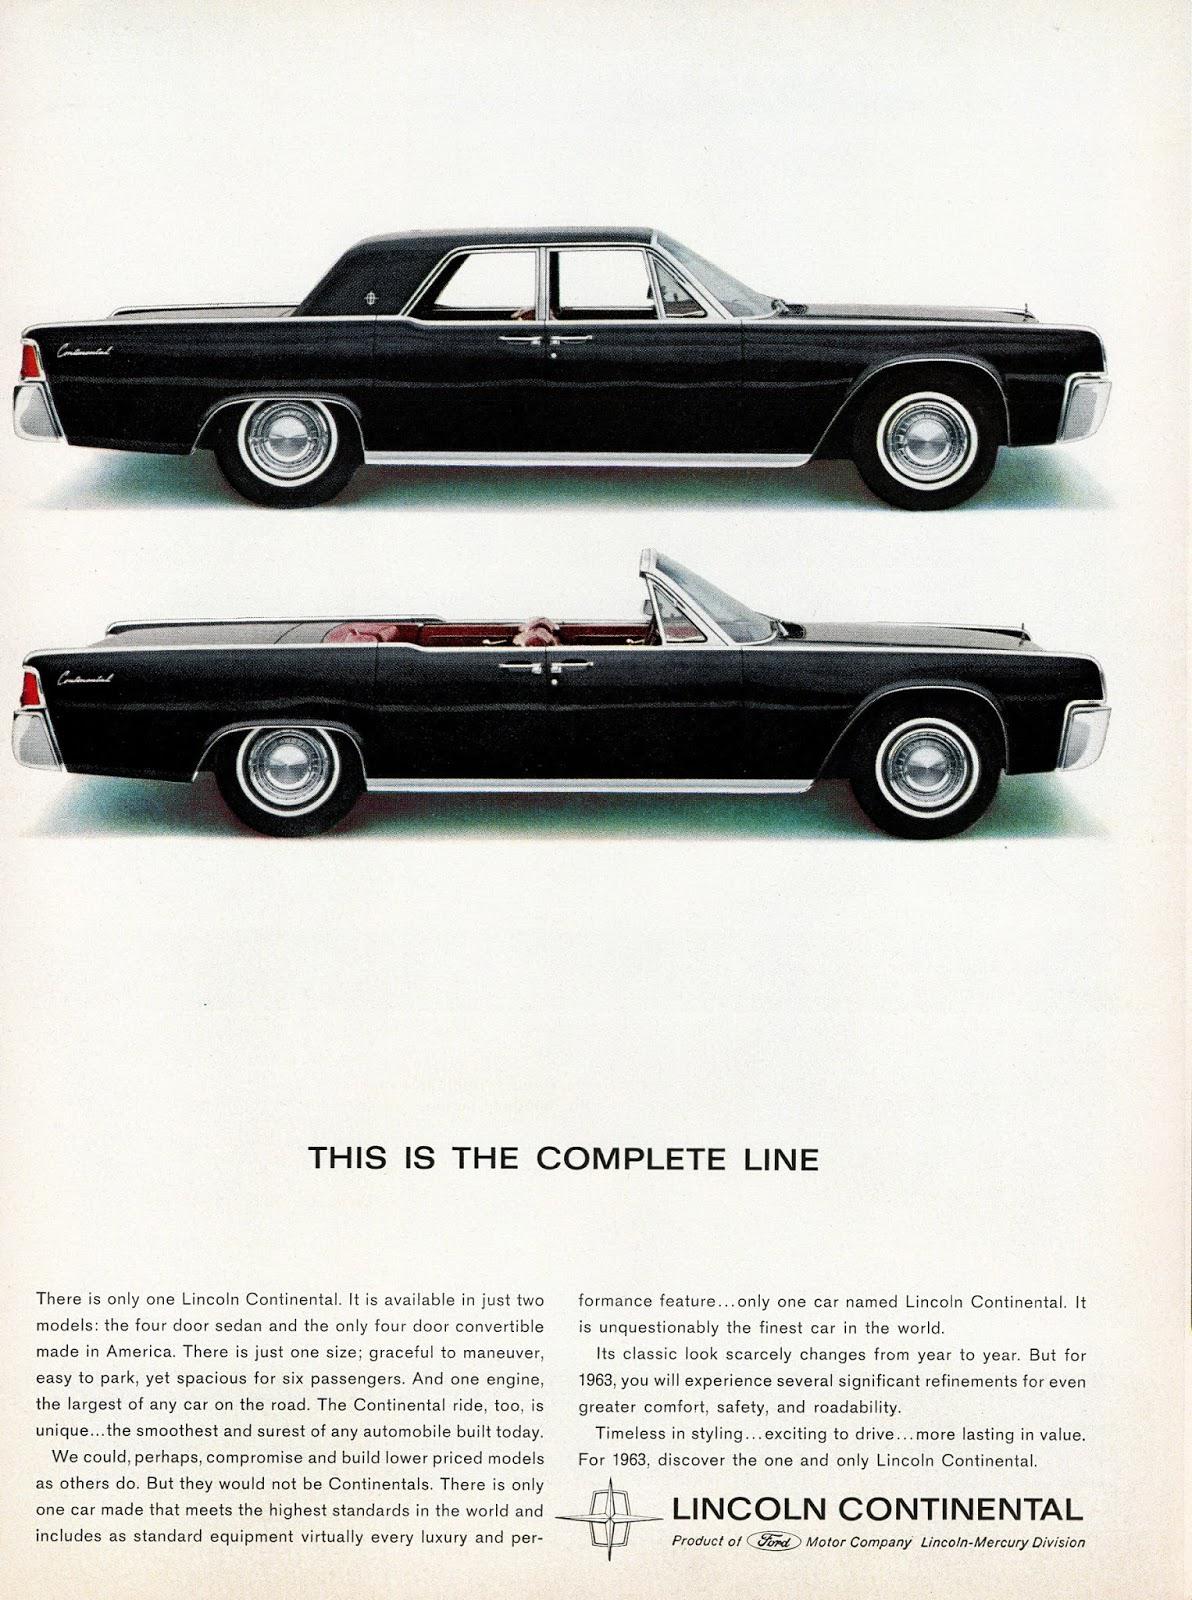 Continental
Continental
THIS IS THE COMPLETE LINE
There is only one Lincoln Continental. It is available in just two
models: the four door sedan and the only four door convertible
made in America. There is just one size; graceful to maneuver,
easy to park, yet spacious for six passengers. And one engine,
the largest of any car on the road. The Continental ride, too, is
unique...the smoothest and surest of any automobile built today.
We could, perhaps, compromise and build lower priced models
as others do. But they would not be Continentals. There is only
one car made that meets the highest standards in the world and
includes as standard equipment virtually every luxury and per-
formance feature...only one car named Lincoln Continental. It
is unquestionably the finest car in the world.
Its classic look scarcely changes from year to year. But for
1963, you will experience several significant refinements for even
greater comfort, safety, and roadability.
Timeless in styling...exciting to drive...more lasting in value.
For 1963, discover the one and only Lincoln Continental.
LINCOLN CONTINENTAL
Product of Ford Motor Company Lincoln-Mercury Division